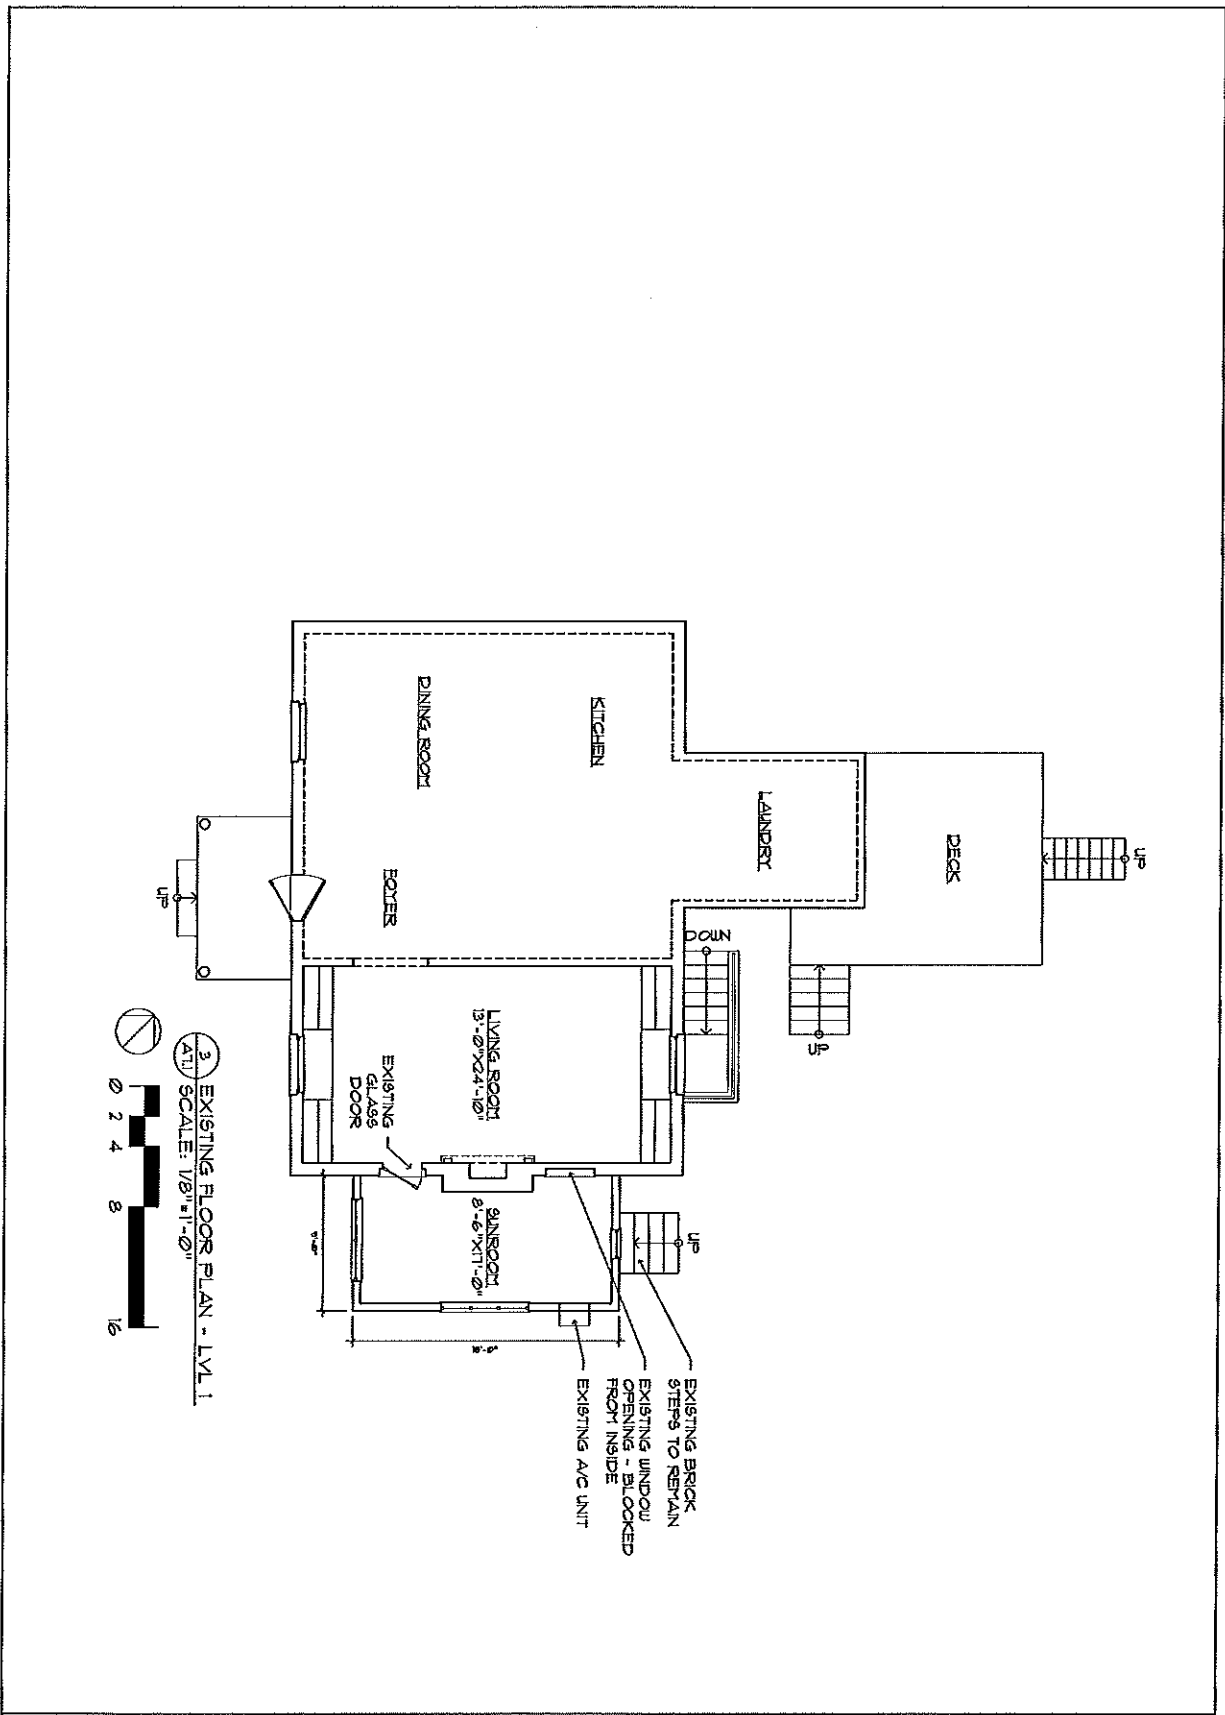 UP
DECK
LAUNDRY
UP
KITCHEN
DOWN
DINING ROOM
FOYER
LIVING ROOM
13'-0"X24'-10"
EXISTING
GLASS
DOOR
SUNROOM
8'-6"X17'-0"
UP
UP
EXISTING BRICK
STEPS TO REMAIN
EXISTING WINDOW
OPENING - BLOCKED
FROM INSIDE
EXISTING A/C UNIT
3
A7.1
EXISTING FLOOR PLAN - LVL 1
SCALE: 1/8"=1'-0"
0 2 4 8 16